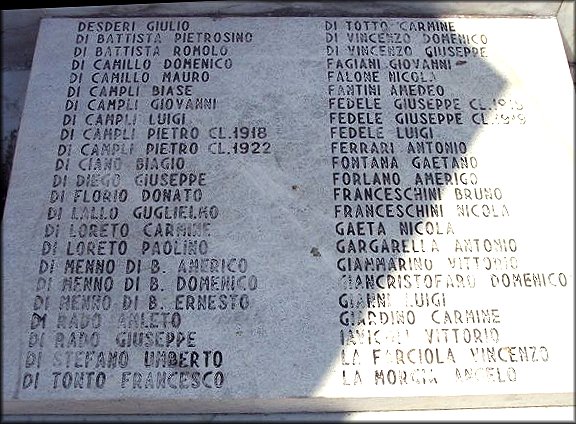 DESDERI GIULIO
DI BATTISTA PIETROSINO
DI BATTISTA ROMOLO
DI CAMILLO DOMENICO
DI CAMILLO MAURO
DI CAMPLI BIASE
DI CAMPLI GIOVANNI
DI CAMPLI LUIGI
DI CAMPLI PIETRO CL.1918
DI CAMPLI PIETRO CL.1922
DI CIANO BIAGIO
DI DIEGO GIUSEPPE
DI FLORIO DONATO
DI LALLO GUGLIELMO
DI LORETO CARMINE
DI LORETO PAOLINO
DI MENNO DI B. AMERICO
DI MENNO DI B. DOMENICO
DI MENNO DI B. ERNESTO
DI RADO AMLETO
DI RADO GIUSEPPE
DI STEFANO UMBERTO
DI TONTO FRANCESCO
DI TOTTO CARMINE
DI VINCENZO DOMENICO
DI VINCENZO GIUSEPPE
FAGIANI GIOVANNI
FALONE NICOLA
FANTINI AMEDEO
FEDELE GIUSEPPE
FEDELE GIUSEPPE
FEDELE LUIGI
FERRARI ANTONIO
FONTANA GAETANO
FORLANO AMERIGO
FRANCESCHINI BRUNO
FRANCESCHINI NICOLA
GAETA NICOLA
GARGARELLA ANTONIO
GIAMMARINO VITTORIO
GIANCRISTOFARO DOMENICO
GIANNI LUIGI
GIARDINO CARMINE
IAVICOLI VITTORIO
LA FARCIOLA VINCENZO
LA MORGIA ANGELO